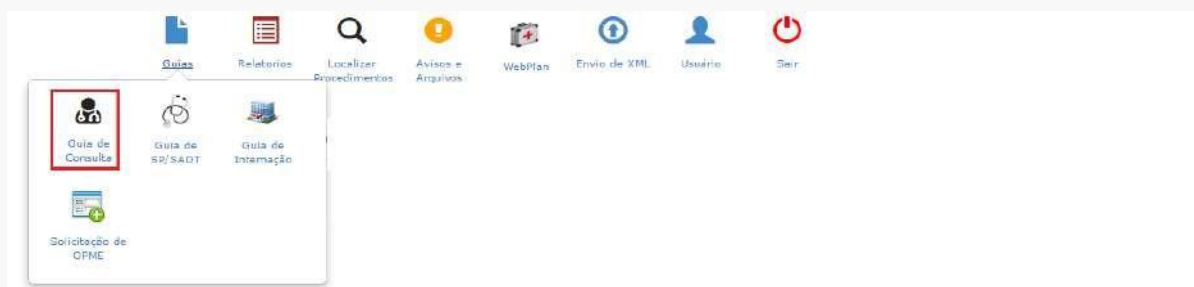 Guias
Relatorios
Localizar
Procedimentos
Avisos e
Arquivos
WebPlan
Envio de XML
Usuário
Sair
Guia de
Consulta
Guia de
SP/SADT
Guia de
Internação
Solicitação de
OPME